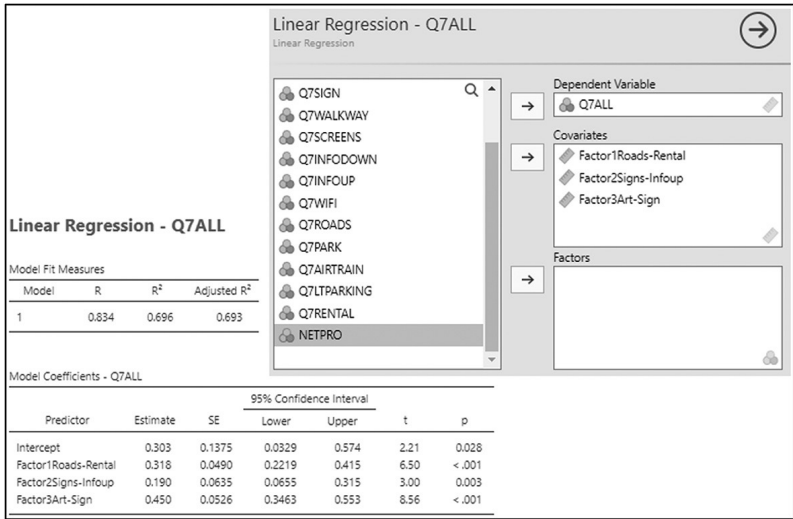 Linear Regression - Q7ALL
Linear Regression
Q7SIGN
Q7WALKWAY
Q7SCREENS
Q7INFODOWN
Q7INFOUP
Q7WIFI
Q7ROADS
Q7PARK
Q7AIRTRAIN
Q7LTPARKING
Q7RENTAL
NETPRO
Dependent Variable
Q7ALL
Covariates
Factor1Roads-Rental
Factor2Signs-Infoup
Factor3Art-Sign
Factors
Linear Regression - Q7ALL
Model Fit Measures
Model R R² Adjusted R²
1 0.834 0.696 0.693
Model Coefficients - Q7ALL
95% Confidence Interval
Predictor Estimate SE Lower Upper t p
Intercept 0.303 0.1375 0.0329 0.574 2.21 0.028
Factor1Roads-Rental 0.318 0.0490 0.2219 0.415 6.50 < .001
Factor2Signs-Infoup 0.190 0.0635 0.0655 0.315 3.00 0.003
Factor3Art-Sign 0.450 0.0526 0.3463 0.553 8.56 < .001